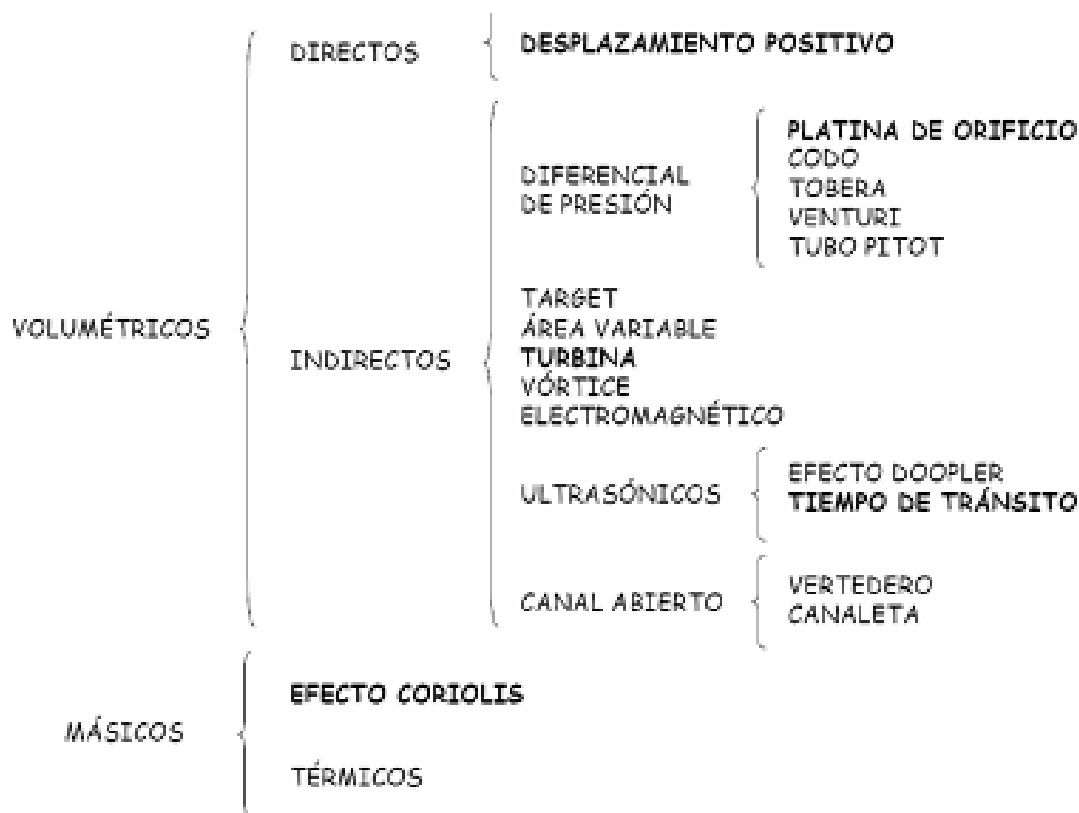 VOLUMÉTRICOS
DIRECTOS
DESPLAZAMIENTO POSITIVO
INDIRECTOS
DIFERENCIAL
DE PRESIÓN
PLATINA DE ORIFICIO
CODO
TOBERA
VENTURI
TUBO PITOT
TARGET
ÁREA VARIABLE
TURBINA
VÓRTICE
ELECTROMAGNÉTICO
ULTRASÓNICOS
EFECTO DOOPLER
TIEMPO DE TRÁNSITO
CANAL ABIERTO
VERTEDERO
CANALETA
MÁSICOS
EFECTO CORIOLIS
TÉRMICOS